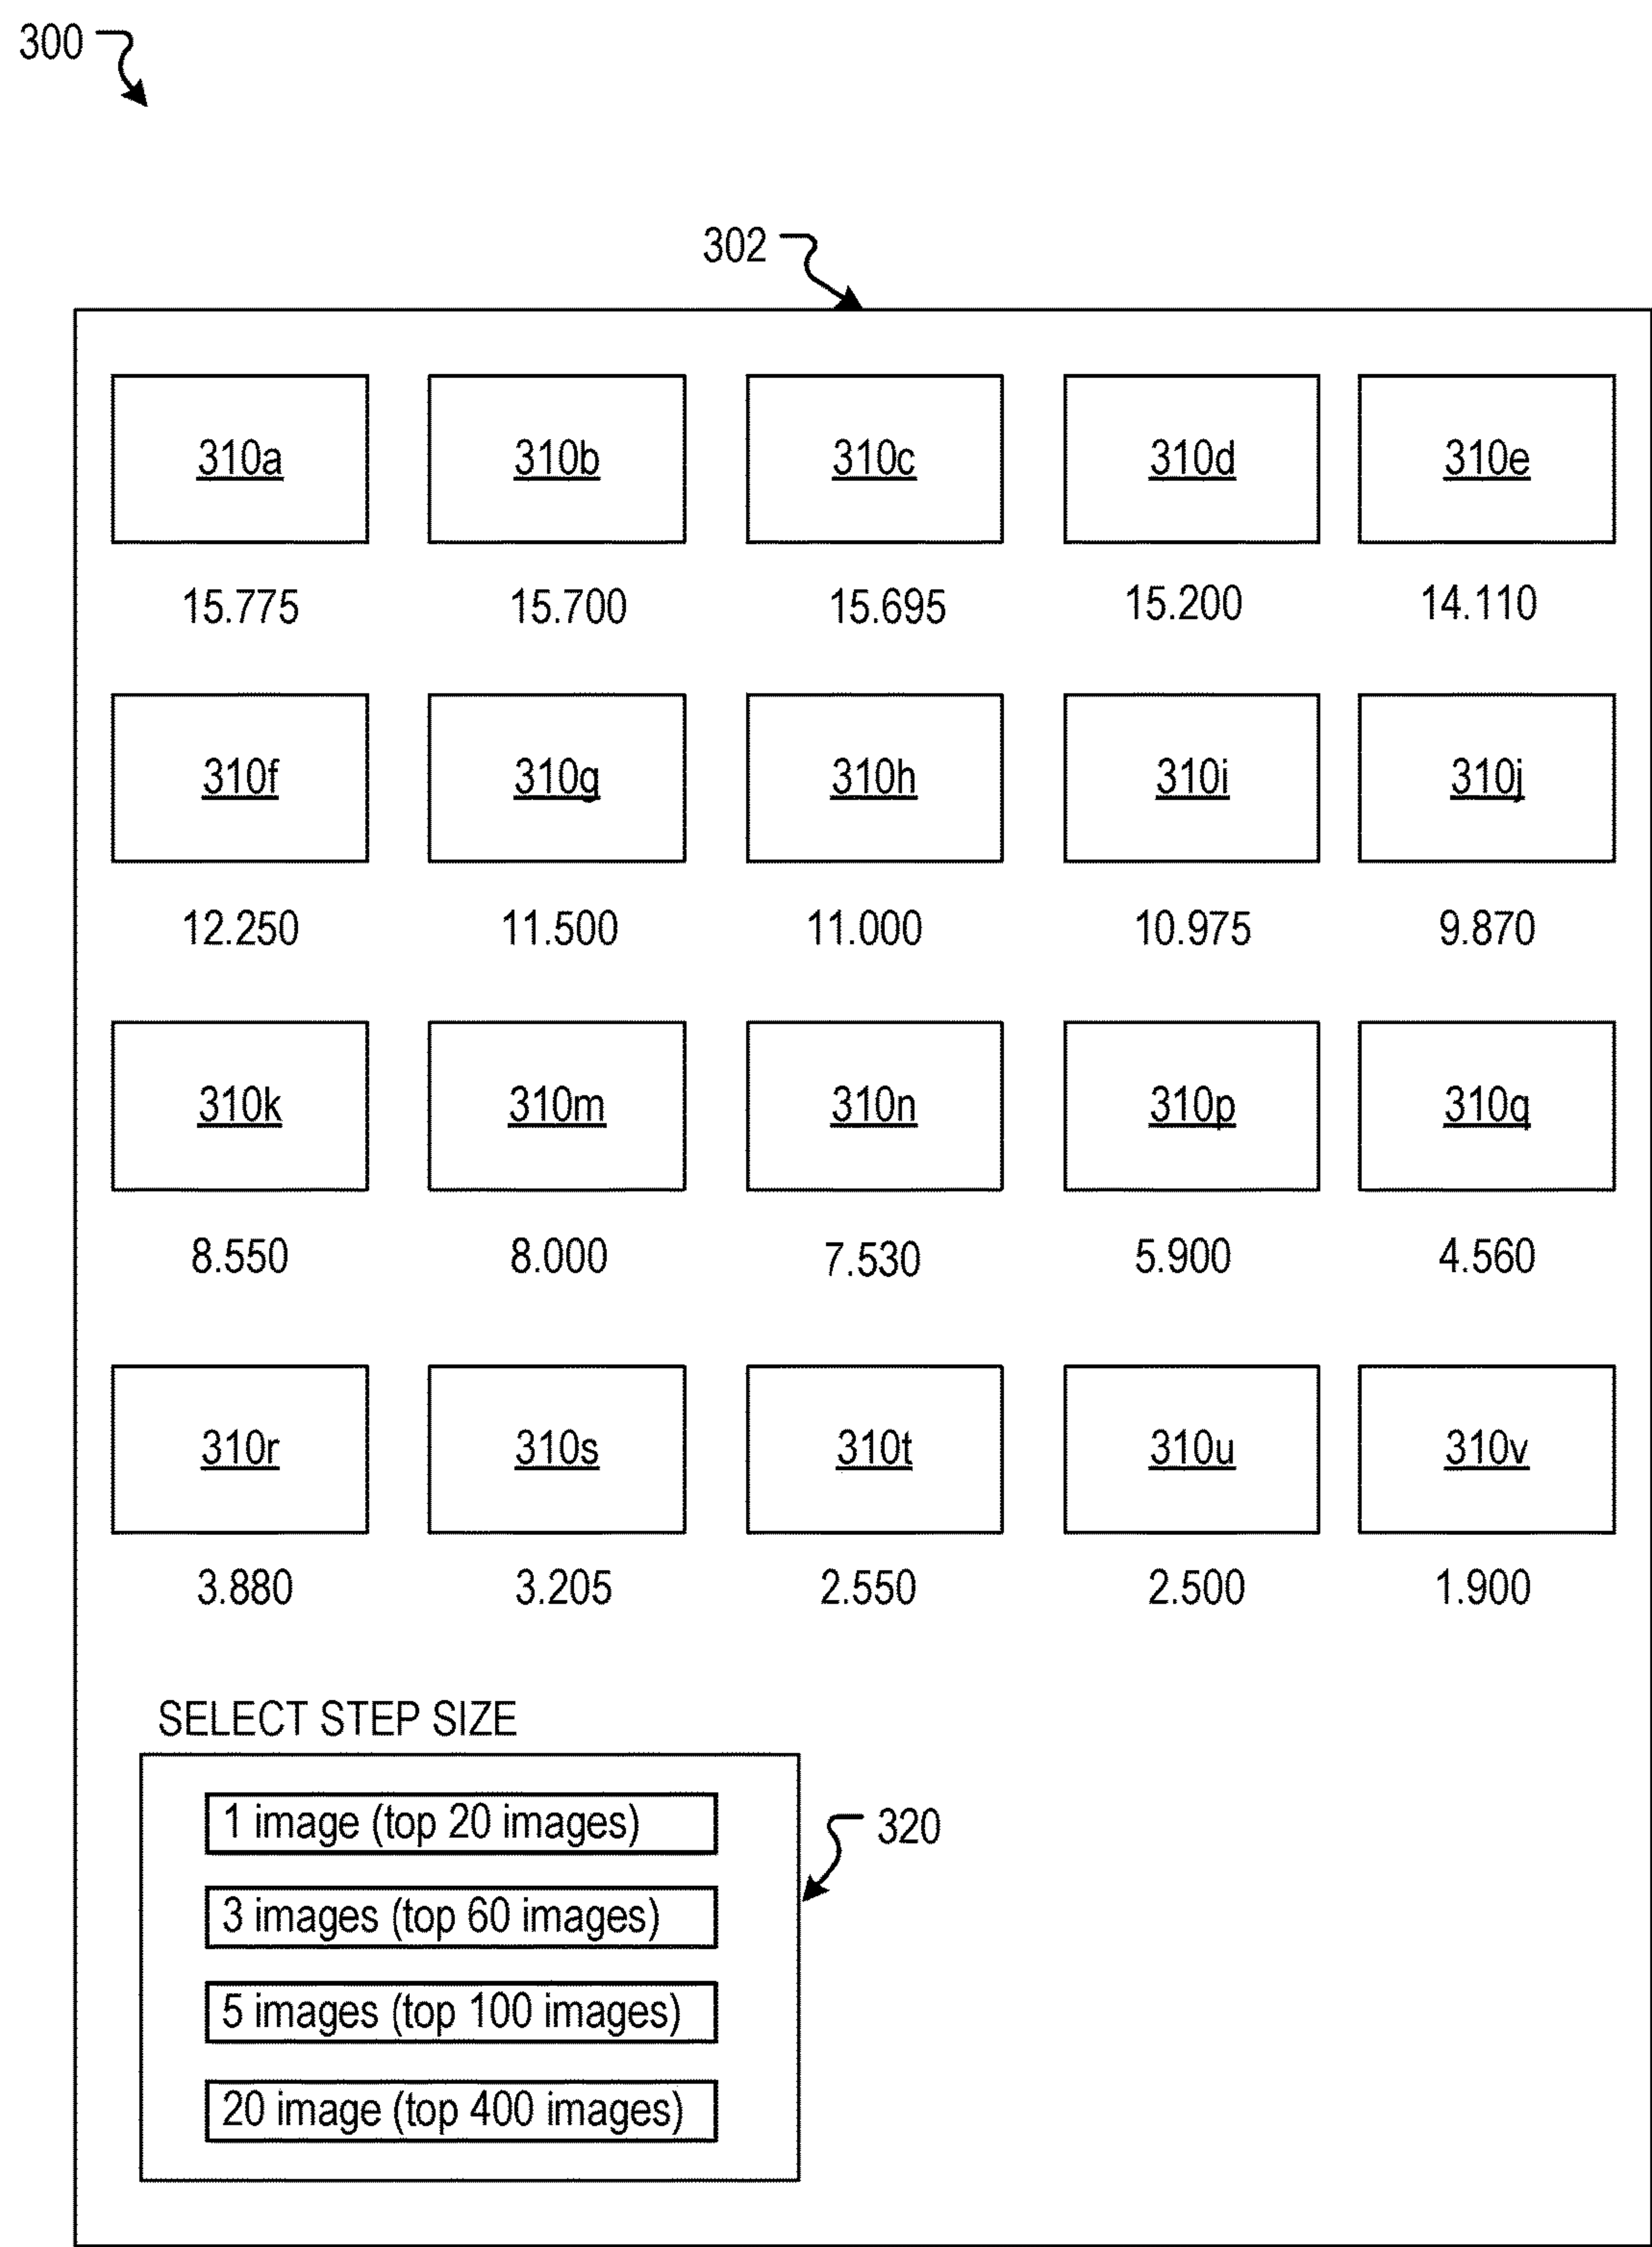 300
302
310a 310b 310c 310d 310e
15.775 15.700 15.695 15.200 14.110
310f 310g 310h 310i 310j
12.250 11.500 11.000 10.975 9.870
310k 310m 310n 310p 310q
8.550 8.000 7.530 5.900 4.560
310r 310s 310t 310u 310v
3.880 3.205 2.550 2.500 1.900
SELECT STEP SIZE
1 image (top 20 images)
320
3 images (top 60 images)
5 images (top 100 images)
20 image (top 400 images)